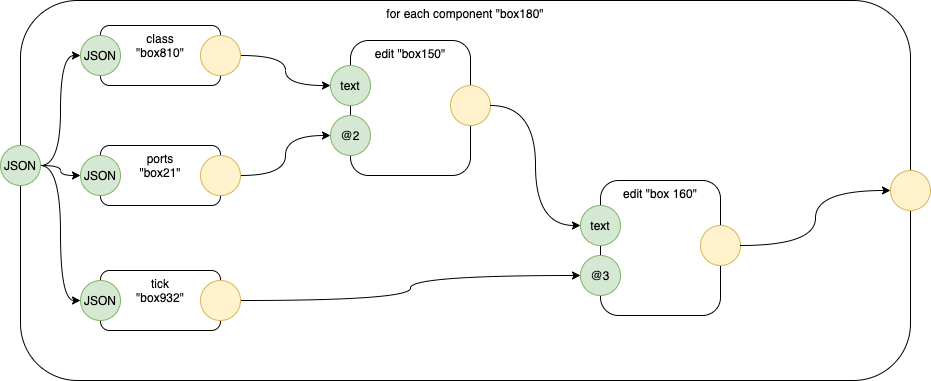 for each component "box180"
class
"box810"
JSON
edit "box150"
text
@2
JSON
ports
"box21"
JSON
edit "box 160"
text
@3
tick
"box932"
JSON